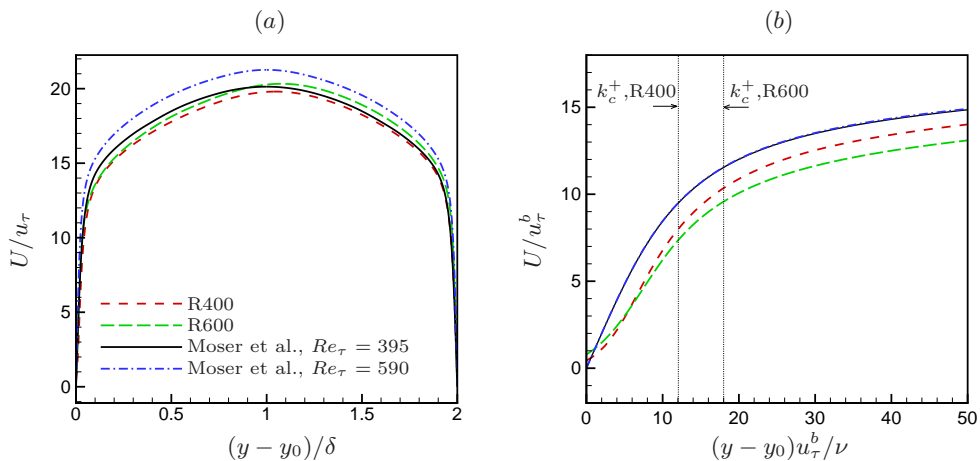 (a)
20
15
10
5
0
U/u_τ
R400
R600
Moser et al., Re_τ = 395
Moser et al., Re_τ = 590
0 0.5 1 1.5 2
(y − y_0)/δ
(b)
k_c^+,R400
k_c^+,R600
15
10
5
0
U/u_τ^b
0 10 20 30 40 50
(y − y_0)u_τ^b/ν